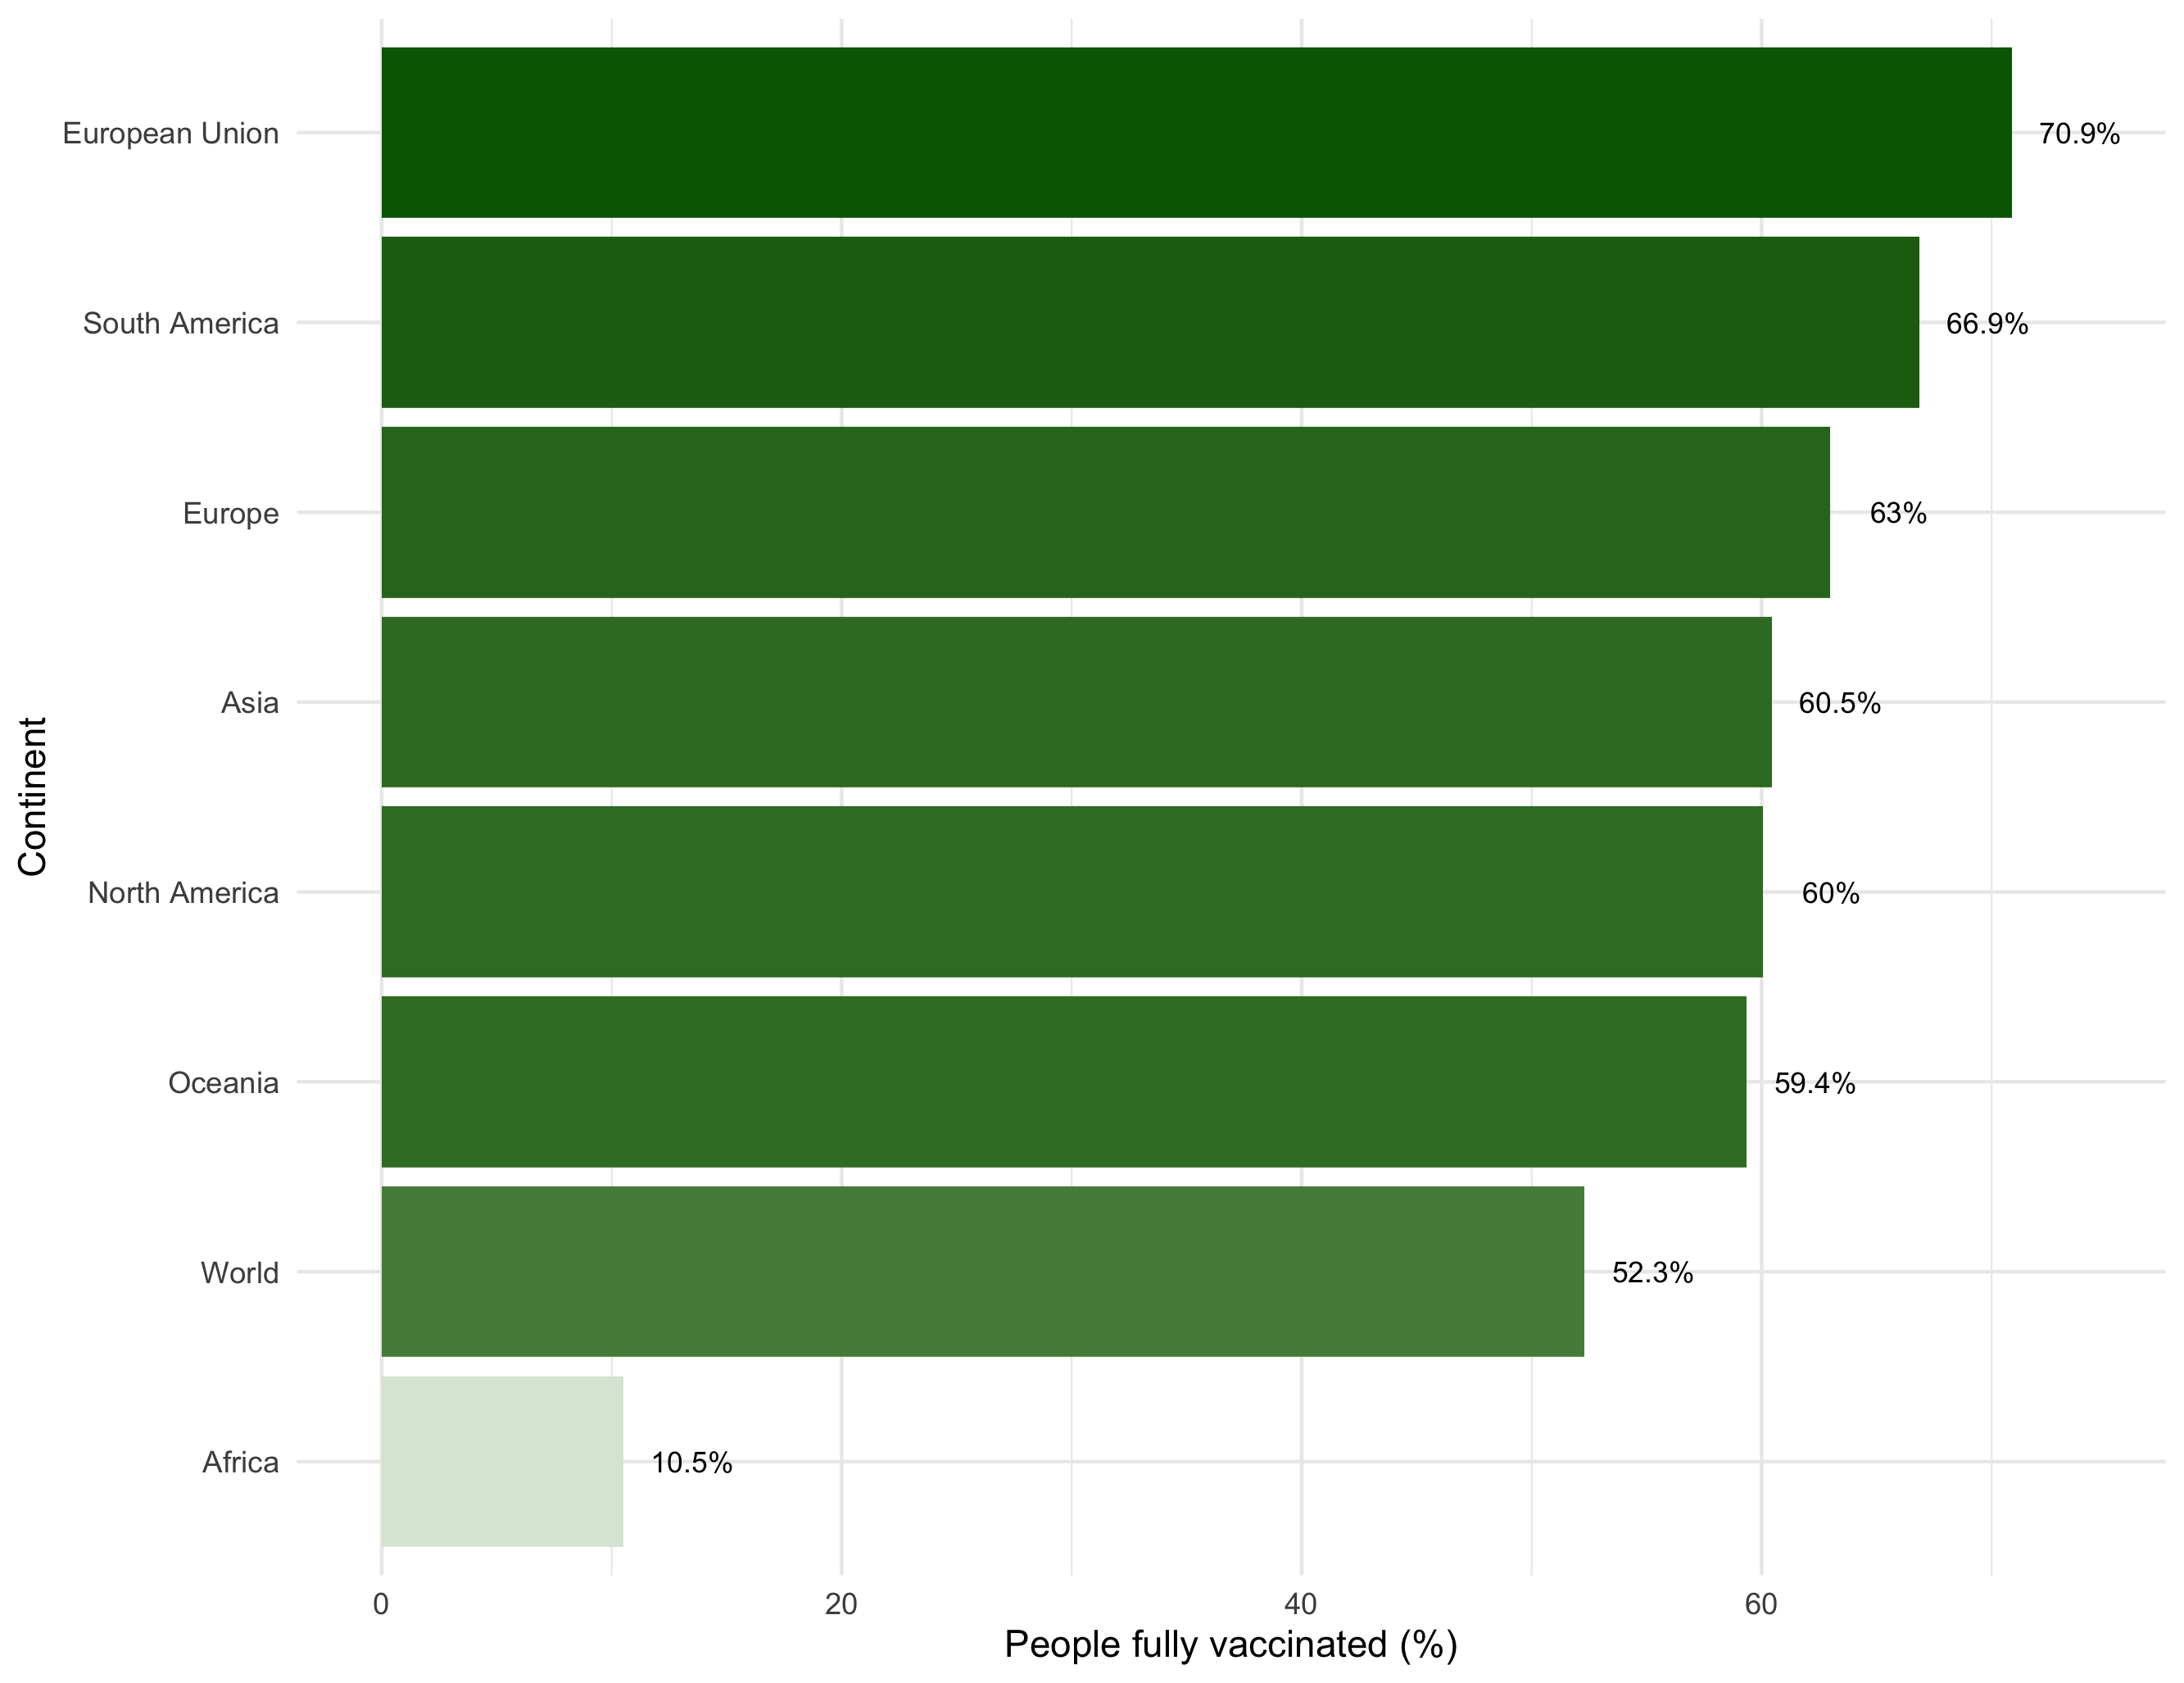 European Union 70.9%
South America 66.9%
Europe 63%
Asia 60.5%
North America 60%
Oceania 59.4%
World 52.3%
Africa 10.5%
Continent
0 20 40 60
People fully vaccinated (%)